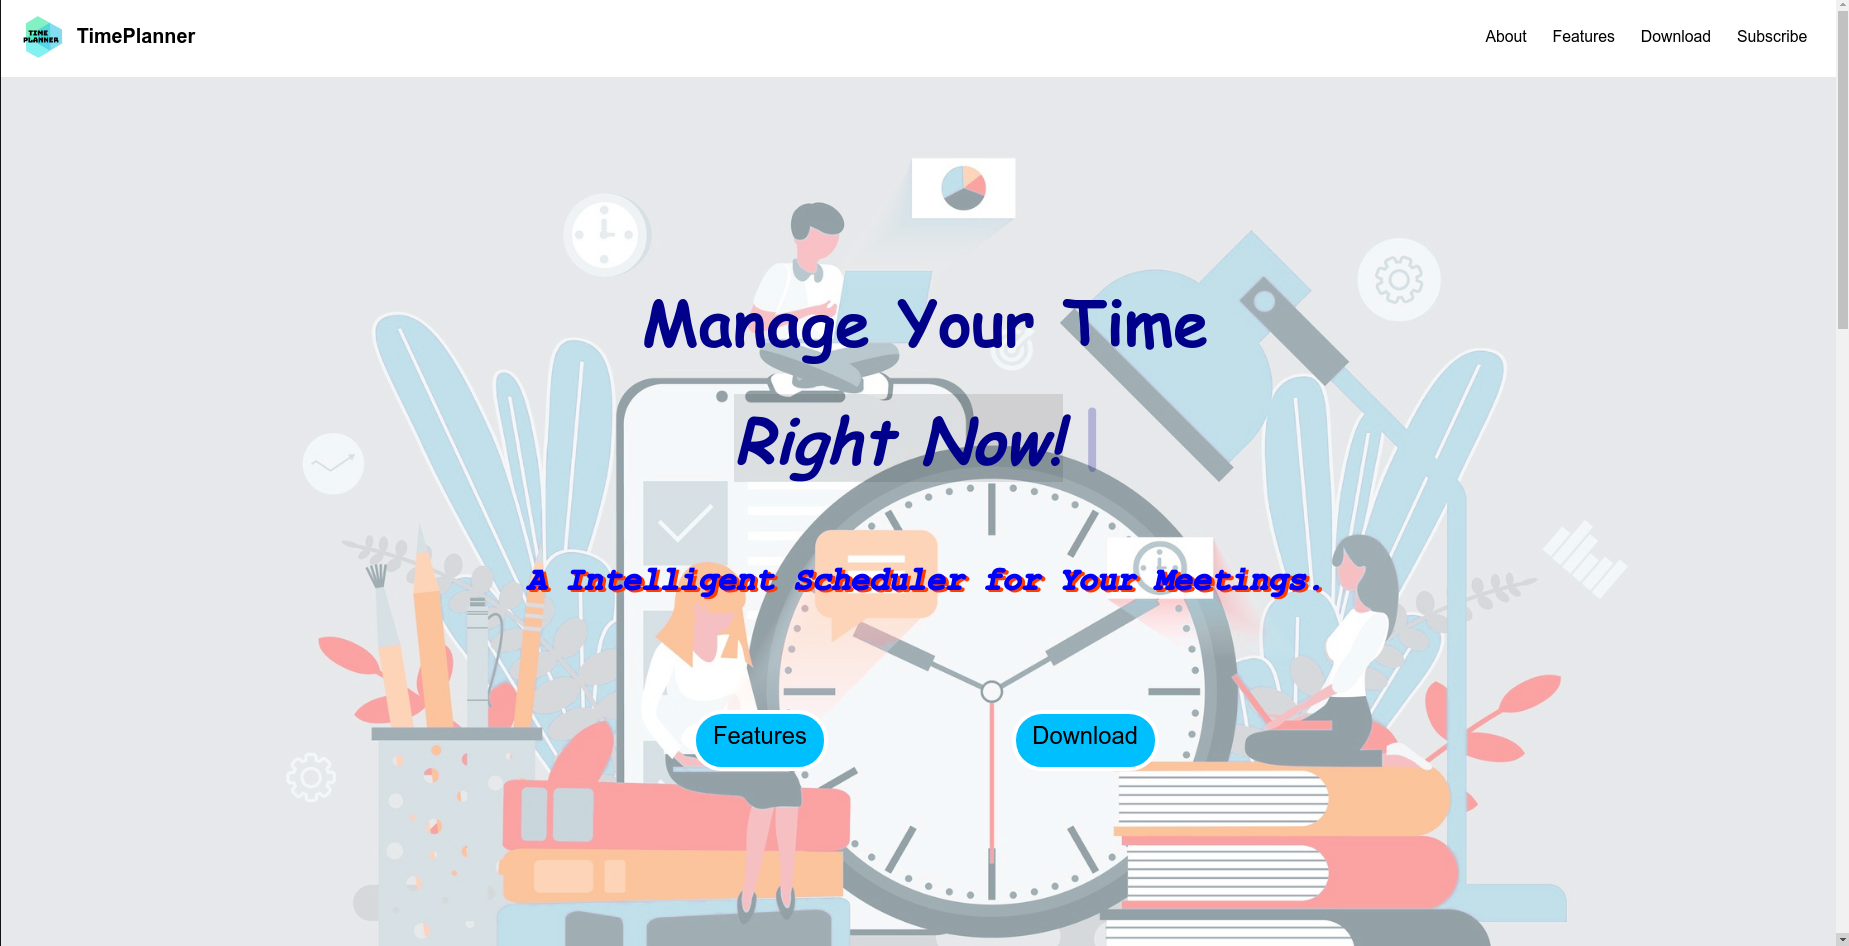 TIME
PLANNER
TimePlanner
About Features Download Subscribe
Manage Your Time
Right Now!
A Intelligent Scheduler for Your Meetings.
Features
Download